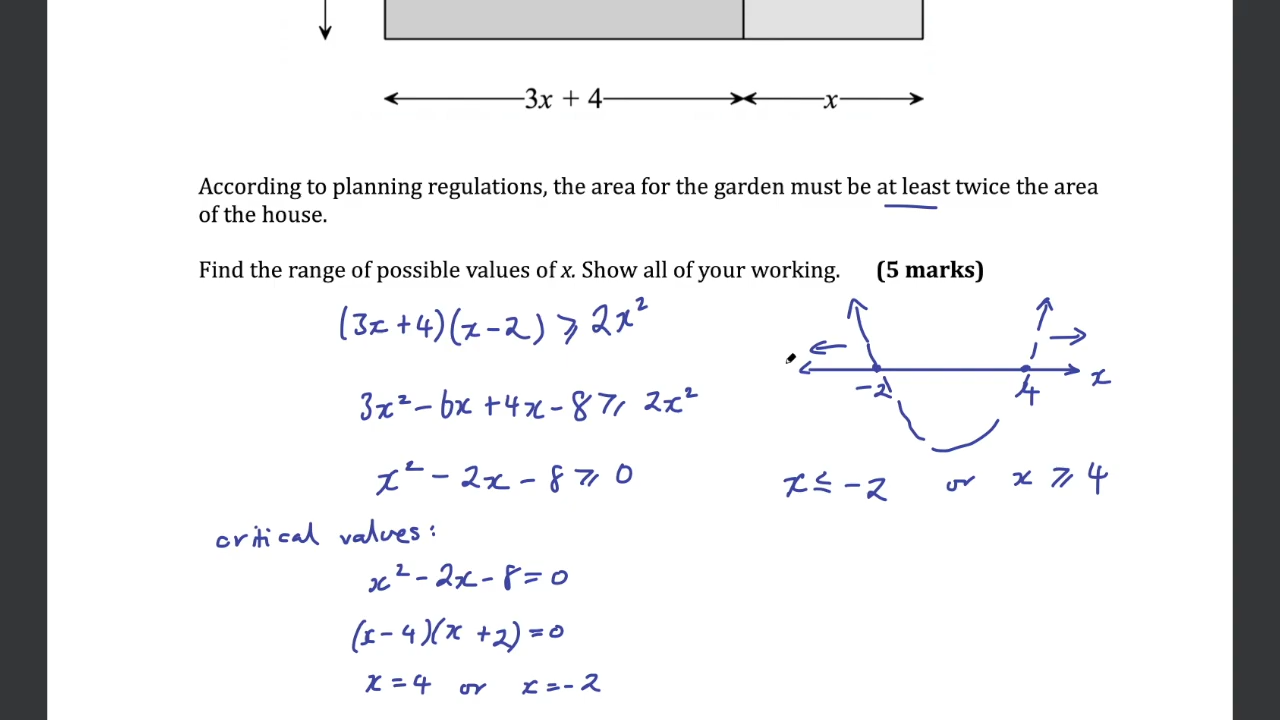 3x + 4
x
According to planning regulations, the area for the garden must be at least twice the area
of the house.
Find the range of possible values of x. Show all of your working. (5 marks)
(3x+4)(x-2) ⩾ 2x²
3x² - 6x + 4x - 8 ⩾ 2x²
x² - 2x - 8 ⩾ 0
critical values:
x² - 2x - 8 = 0
(x-4)(x+2) = 0
x = 4 or x = -2
-2
4
x
x ≤ -2 or x ⩾ 4